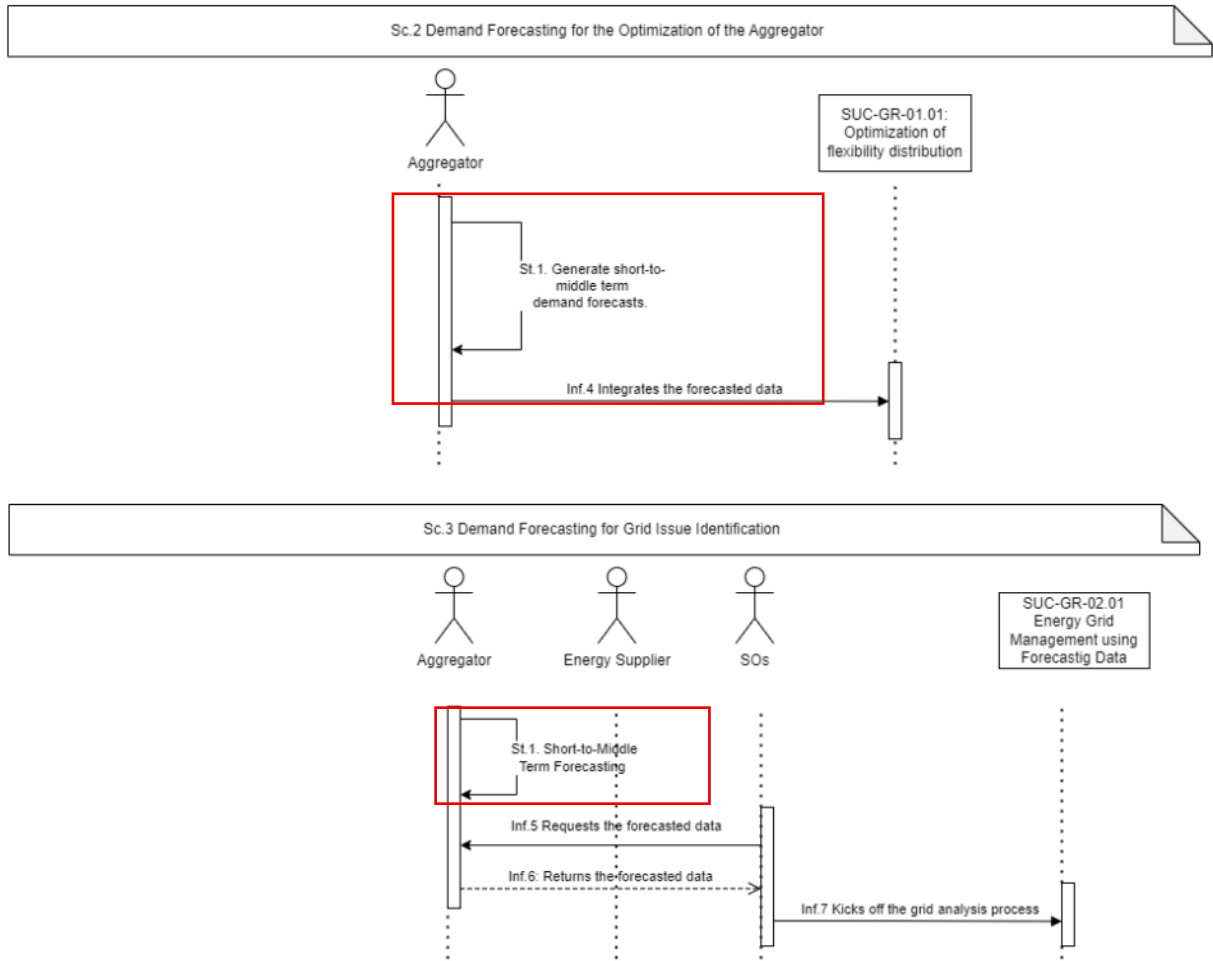 Sc.2 Demand Forecasting for the Optimization of the Aggregator
Aggregator
SUC-GR-01.01:
Optimization of
flexibility distribution
St.1. Generate short-to-
middle term
demand forecasts.
Inf.4 Integrates the forecasted data
Sc.3 Demand Forecasting for Grid Issue Identification
Aggregator
Energy Supplier
SOs
SUC-GR-02.01
Energy Grid
Management using
Forecastig Data
St.1. Short-to-Middle
Term Forecasting
Inf.5 Requests the forecasted data
Inf.6: Returns the forecasted data
Inf.7 Kicks off the grid analysis process